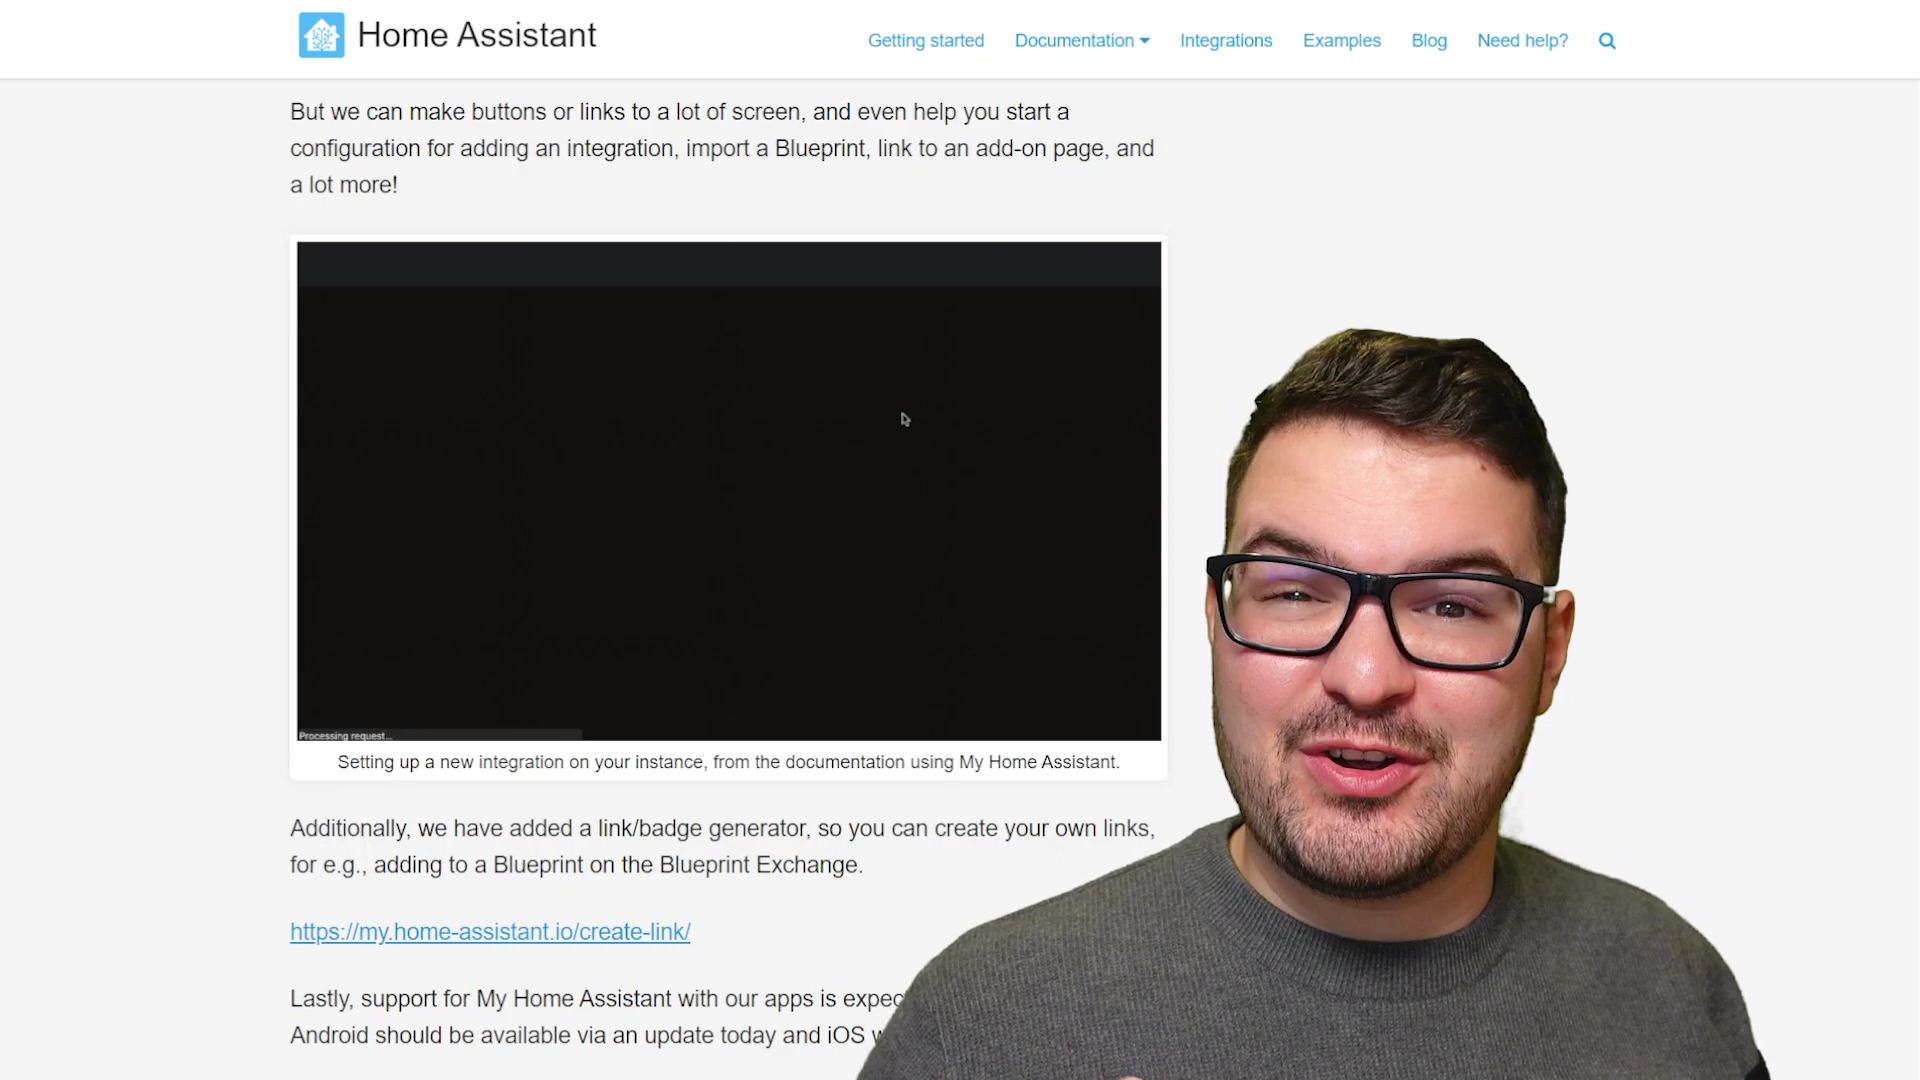 Home Assistant
Getting started
Documentation
Integrations
Examples
Blog
Need help?
But we can make buttons or links to a lot of screen, and even help you start a
configuration for adding an integration, import a Blueprint, link to an add-on page, and
a lot more!
Processing request...
Setting up a new integration on your instance, from the documentation using My Home Assistant.
Additionally, we have added a link/badge generator, so you can create your own links,
for e.g., adding to a Blueprint on the Blueprint Exchange.
https://my.home-assistant.io/create-link/
Lastly, support for My Home Assistant with our apps is
Android should be available via an update today and iOS